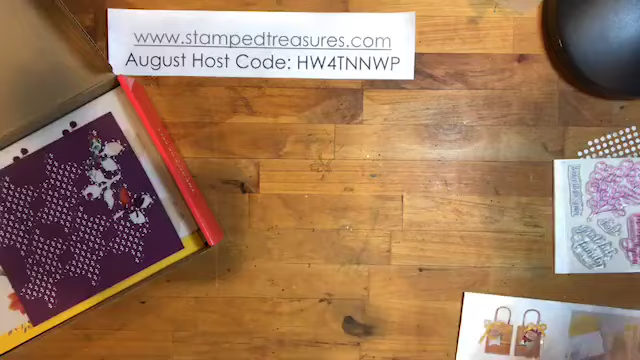 www.stampedtreasures.com
August Host Code: HW4TNNWP